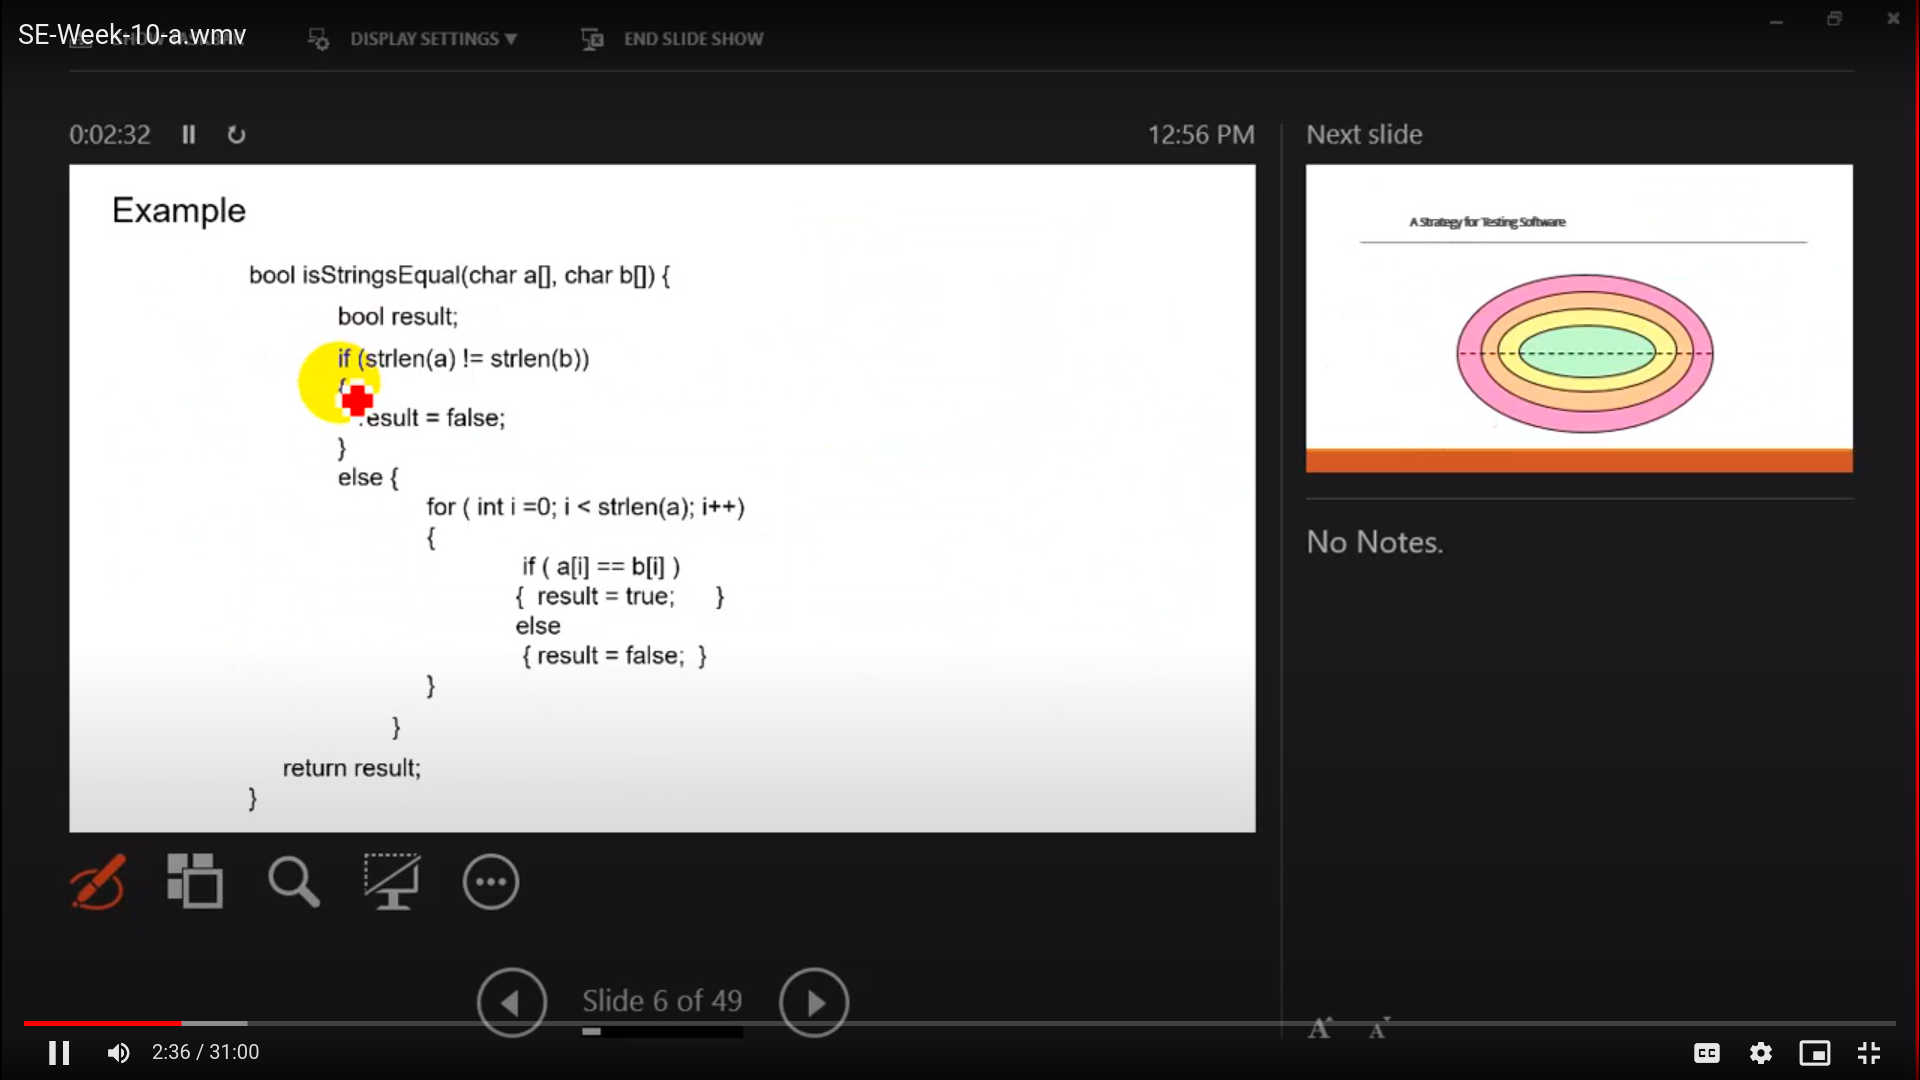 SE-Week-10-a.wmv
DISPLAY SETTINGS ▼
END SLIDE SHOW
0:02:32
12:56 PM
Next slide
Example
bool isStringsEqual(char a[], char b[]) {
bool result;
if (strlen(a) != strlen(b))
{
result = false;
}
else {
for ( int i =0; i < strlen(a); i++)
{
if ( a[i] == b[i] )
{ result = true; }
else
{ result = false; }
}
}
return result;
}
A Strategy for Testing Software
No Notes.
Slide 6 of 49
A A
2:36 / 31:00
CC